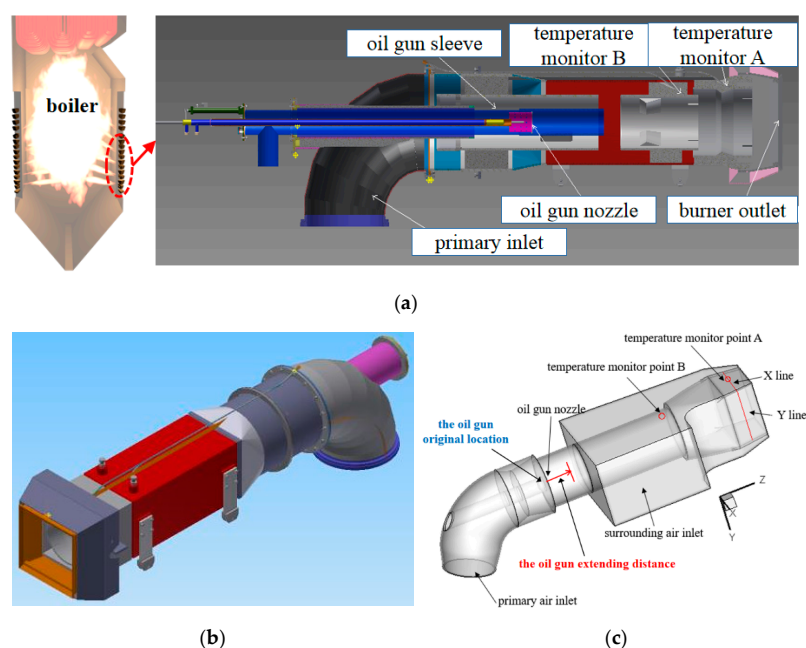 boiler
oil gun sleeve
temperature
monitor B
temperature
monitor A
oil gun nozzle
burner outlet
primary inlet
(a)
temperature monitor point A
temperature monitor point B
X line
oil gun nozzle
Y line
the oil gun
original location
Z
X
Y
surrounding air inlet
the oil gun extending distance
primary air inlet
(b)
(c)